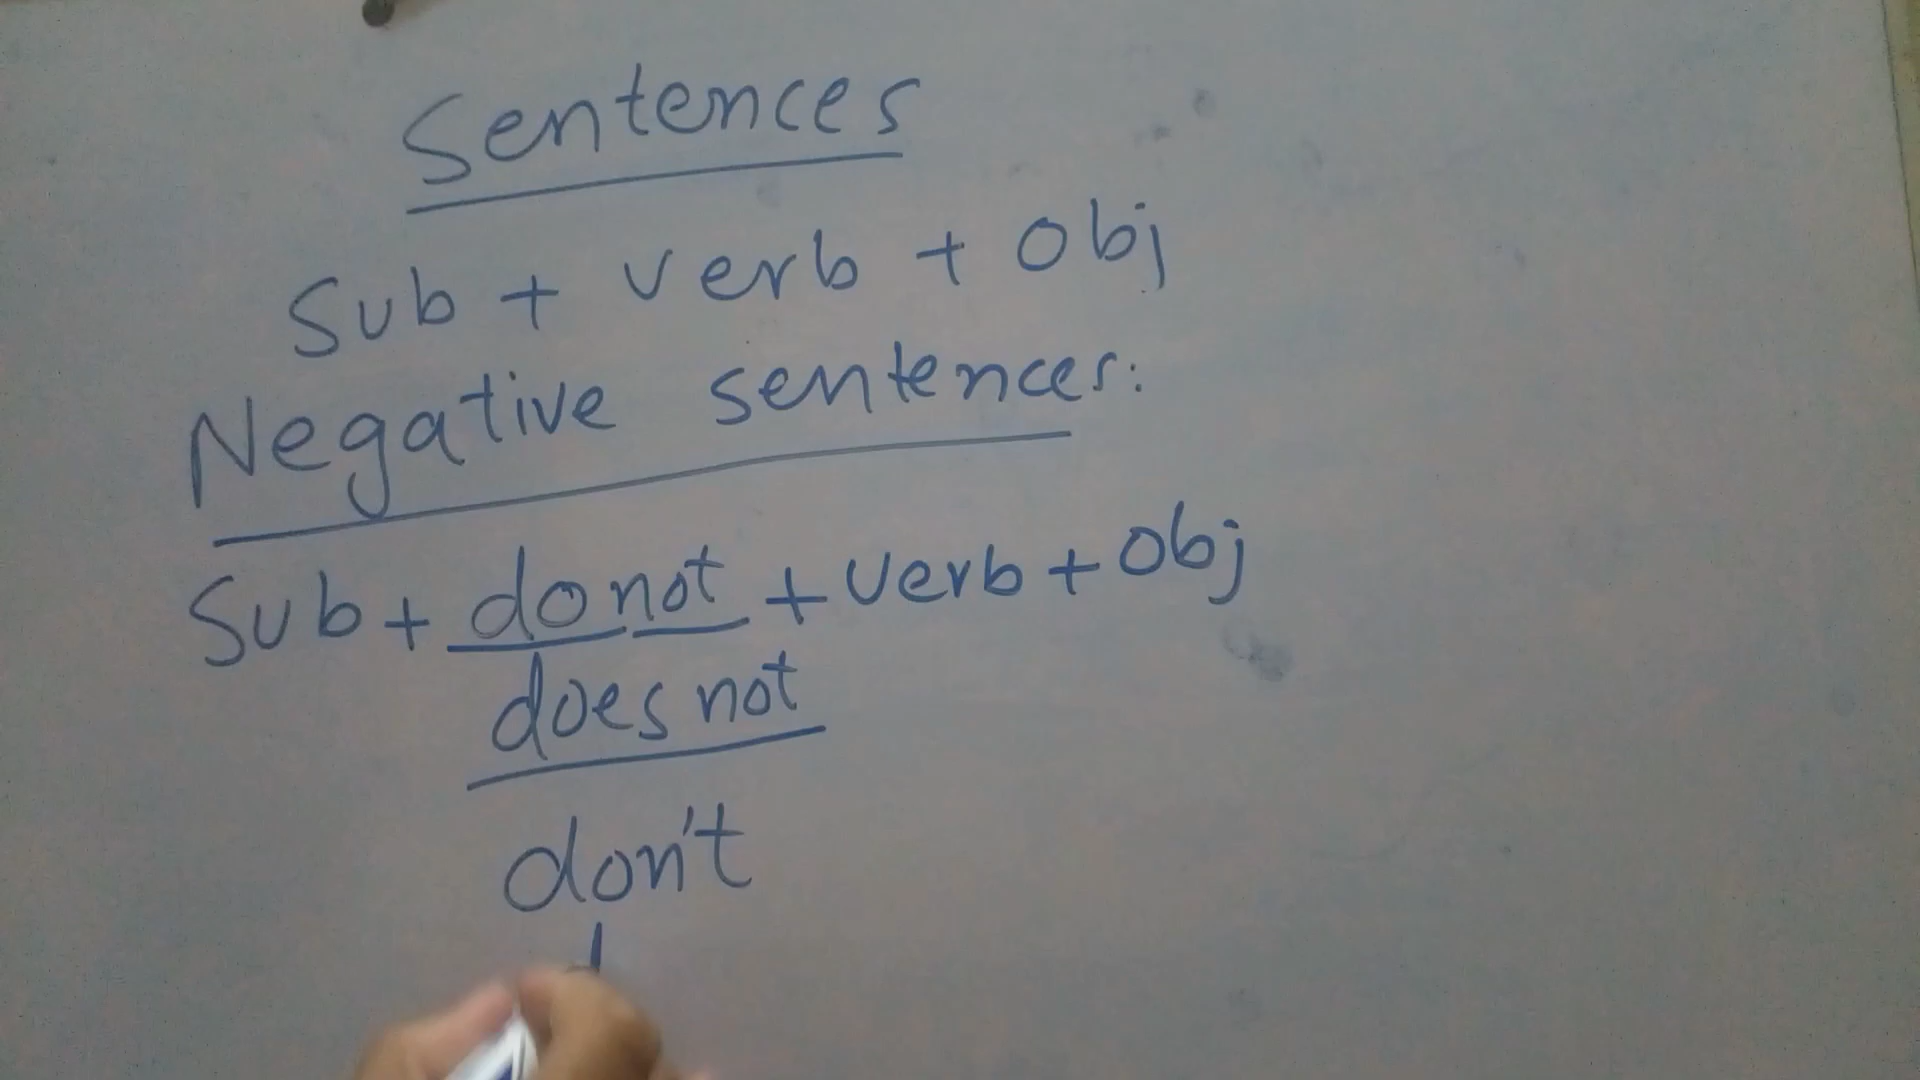 Sentences
Sub + verb + obj
Negative sentences:
Sub + do not + verb + obj
does not
don't
d